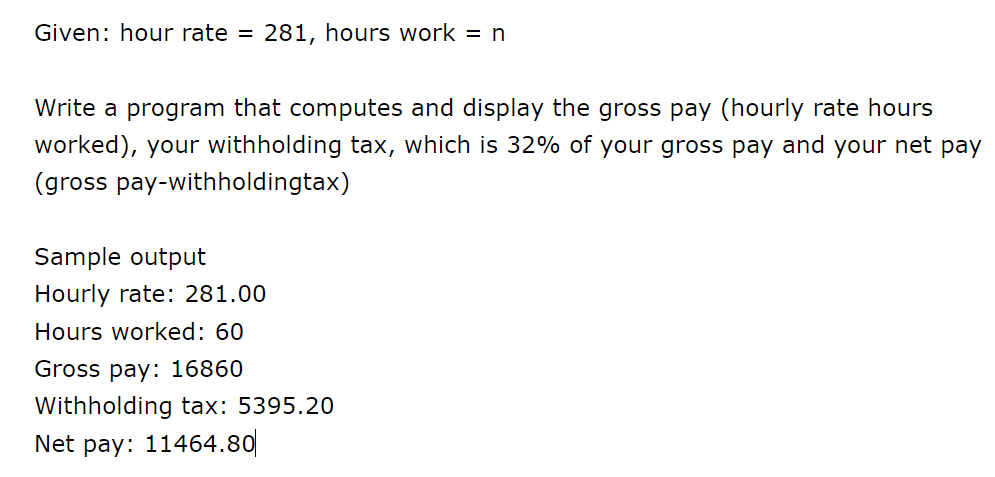 Given: hour rate = 281, hours work = n
Write a program that computes and display the gross pay (hourly rate hours
worked), your withholding tax, which is 32% of your gross pay and your net pay
(gross pay-withholdingtax)
Sample output
Hourly rate: 281.00
Hours worked: 60
Gross pay: 16860
Withholding tax: 5395.20
Net pay: 11464.80